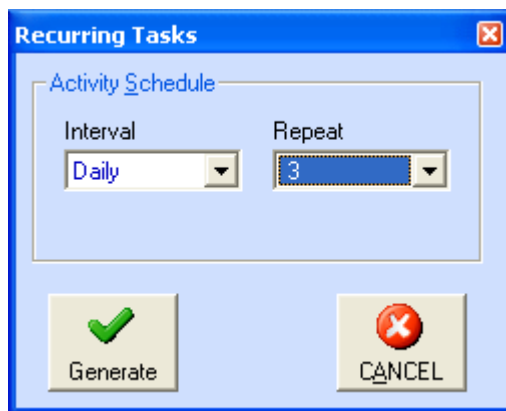 Recurring Tasks
Activity Schedule
Interval Repeat
Daily 3
Generate CANCEL